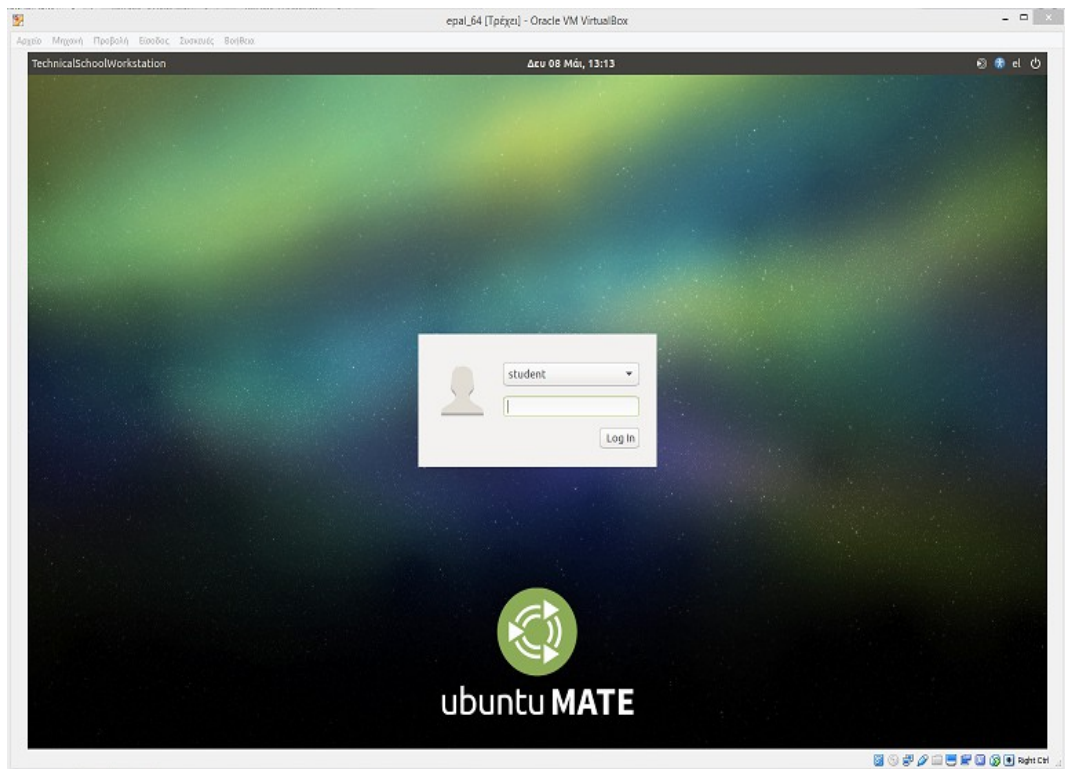 epal_64 [Τρέχει] - Oracle VM VirtualBox
Αρχείο Μηχανή Προβολή Είσοδος Συσκευές Βοήθεια
TechnicalSchoolWorkstation Δευ 08 Μάι, 13:13 el
student
Log In
ubuntu MATE
Right Ctrl